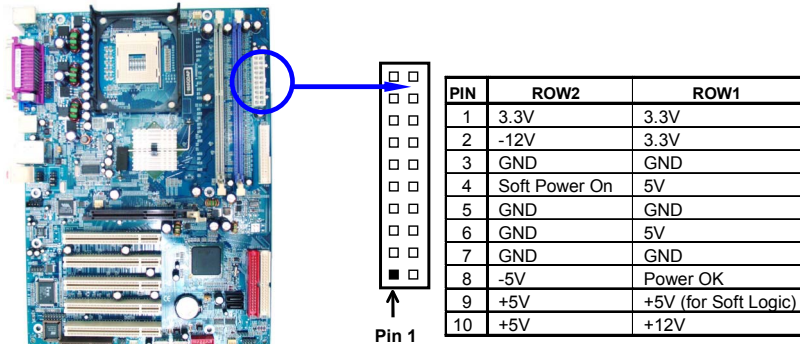 PIN ROW2 ROW1
1 3.3V 3.3V
2 -12V 3.3V
3 GND GND
4 Soft Power On 5V
5 GND GND
6 GND 5V
7 GND GND
8 -5V Power OK
9 +5V +5V (for Soft Logic)
10 +5V +12V
Pin 1